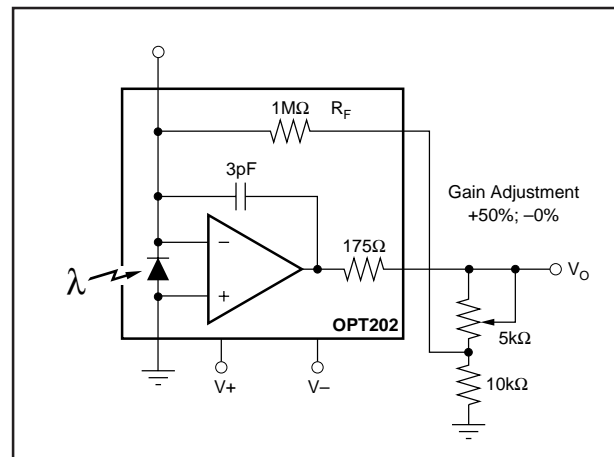 1MΩ
R_F
3pF
Gain Adjustment
+50%; –0%
175Ω
λ
–
+
V_O
5kΩ
OPT202
10kΩ
V+
V–